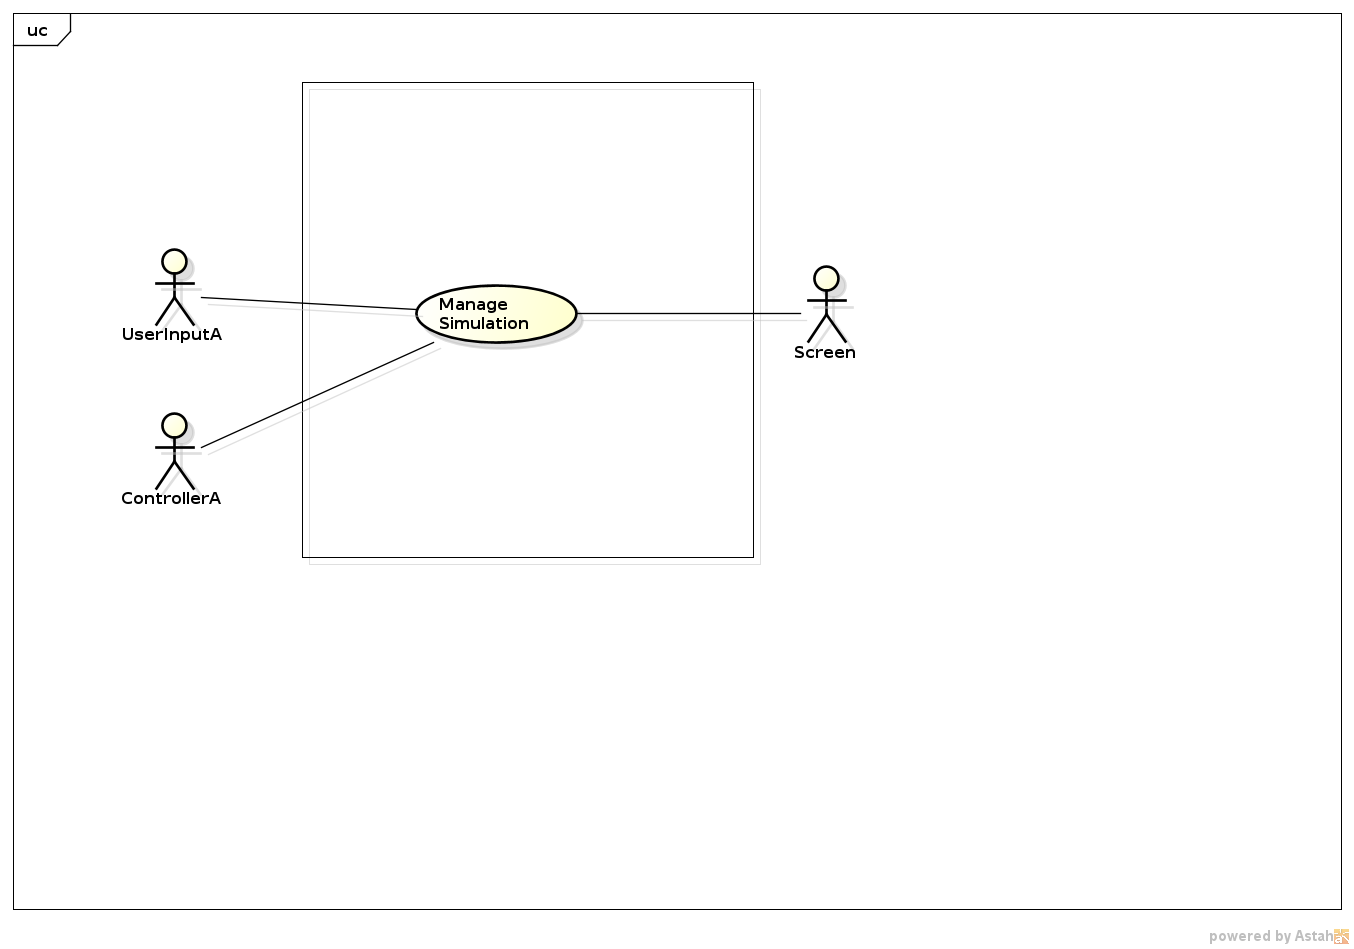 uc
Manage
Simulation
UserInputA
Screen
ControllerA
powered by Astah